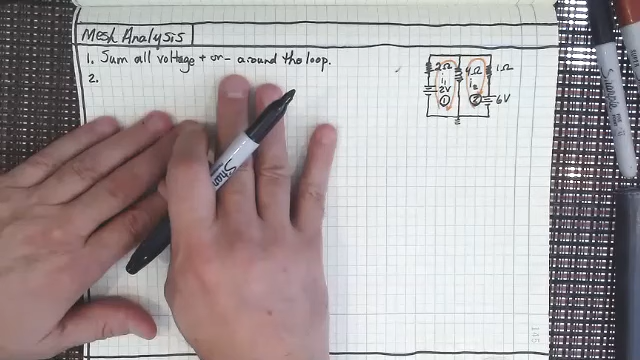 Mesh Analysis
1. Sum all voltage + or - around the loop.
2.
2Ω 4Ω 1Ω
i₁ i₂
2V
1 2 6V
Sharpie
145